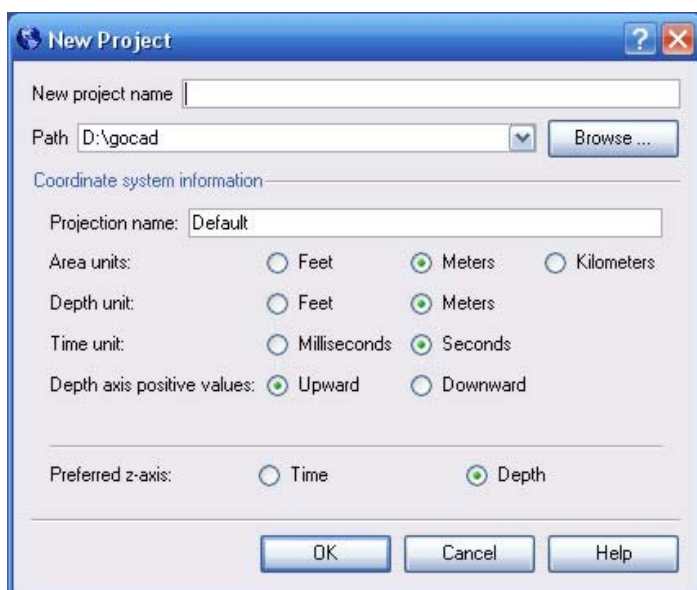 New Project
New project name
Path D:\gocad Browse ...
Coordinate system information
Projection name: Default
Area units: Feet Meters Kilometers
Depth unit: Feet Meters
Time unit: Milliseconds Seconds
Depth axis positive values: Upward Downward
Preferred z-axis: Time Depth
OK Cancel Help